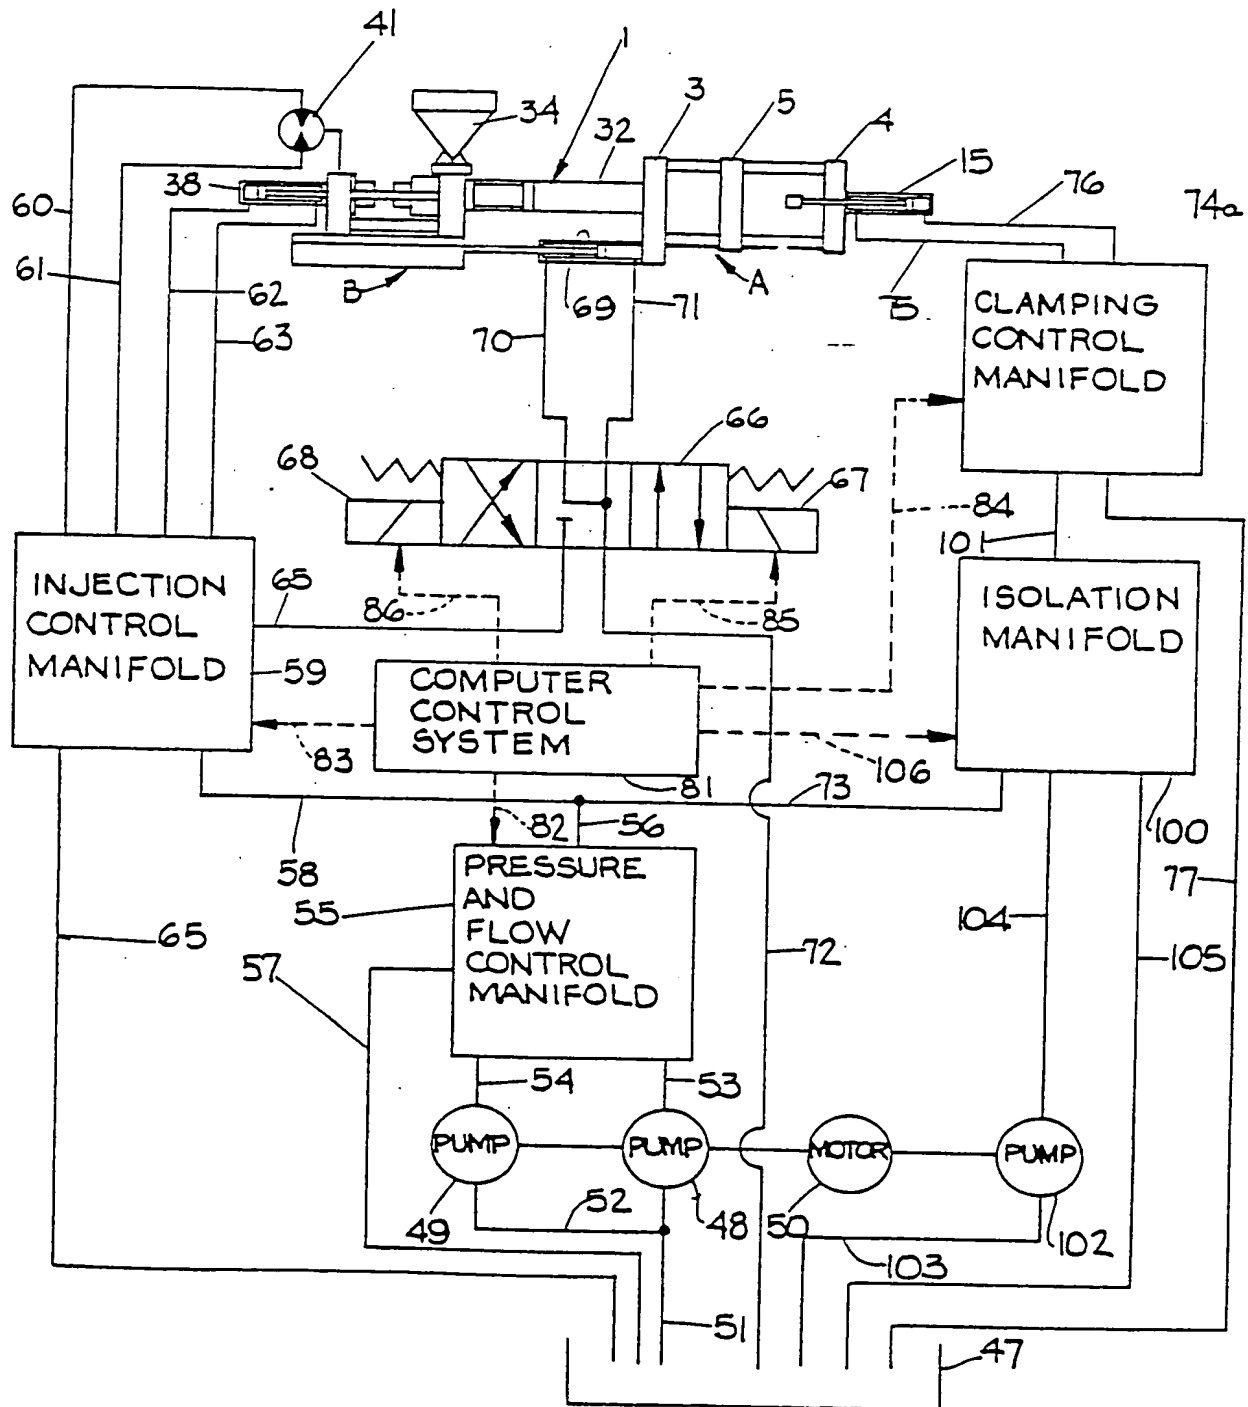 41
1
34
32
3
5
4
15
76
74a
38
60
61
62
63
B
69
71
A
75
70
CLAMPING
CONTROL
MANIFOLD
66
68
67
84
101
INJECTION
CONTROL
MANIFOLD
59
65
86
85
ISOLATION
MANIFOLD
COMPUTER
CONTROL
SYSTEM
83
81
106
73
100
82
56
58
PRESSURE
AND
FLOW
CONTROL
MANIFOLD
55
77
104
65
57
72
105
54
53
PUMP
PUMP
MOTOR
PUMP
49
52
48
50
103
102
51
47